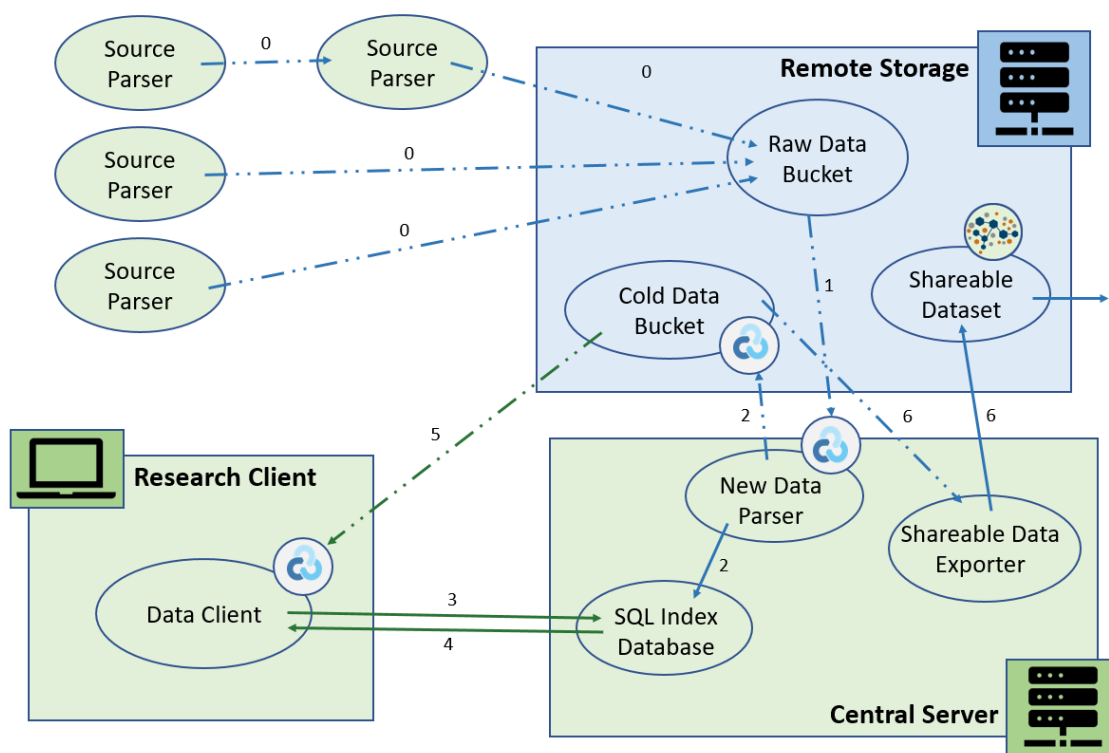 Source
Parser
0
Source
Parser
0
Remote Storage
Source
Parser
0
Raw Data
Bucket
Source
Parser
0
Cold Data
Bucket
1
Shareable
Dataset
2
6
6
5
Research Client
New Data
Parser
Shareable Data
Exporter
2
Data Client
3
4
SQL Index
Database
Central Server